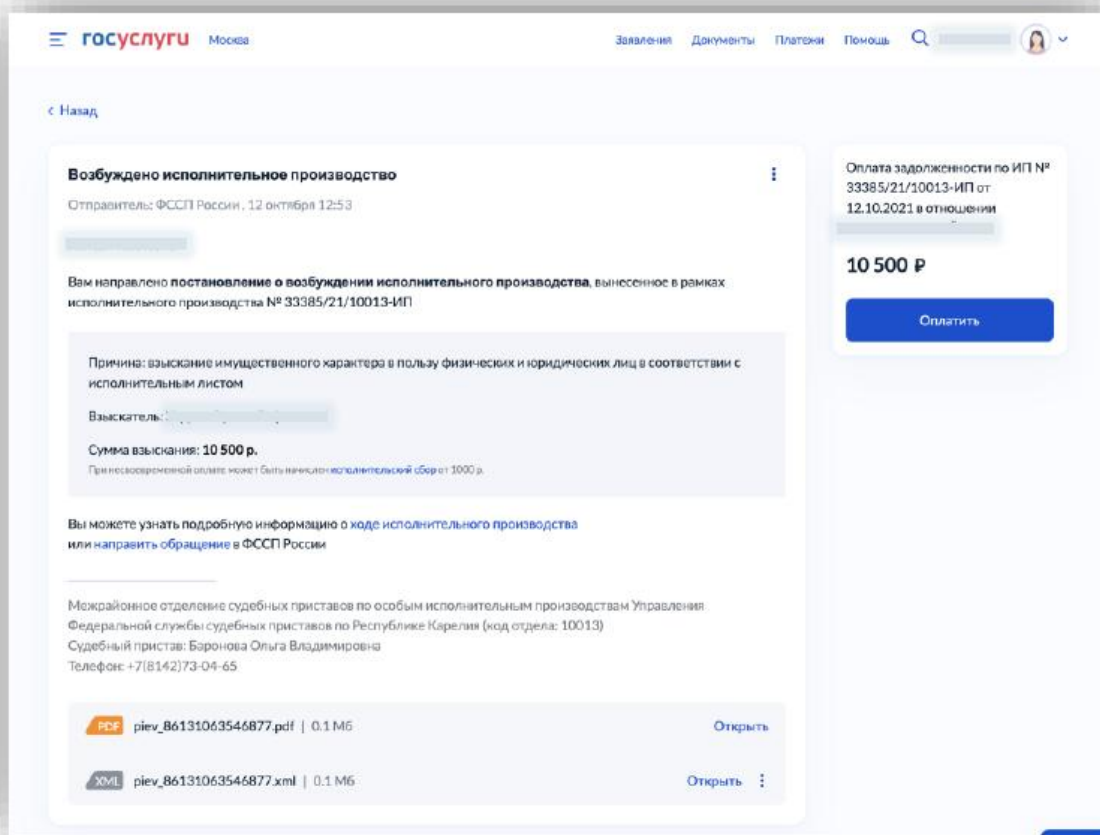 госуслуги Москва Заявления Документы Платежи Помощь
Назад
Возбуждено исполнительное производство
Отправитель: ФССП России, 12 октября 12:53
Вам направлено постановление о возбуждении исполнительного производства, вынесенное в рамках
исполнительного производства № 33385/21/10013-ИП
Причина: взыскание имущественного характера в пользу физических и юридических лиц в соответствии с
исполнительным листом
Взыскатель:
Сумма взыскания: 10 500 р.
При несвоевременной оплате может быть начислен исполнительский сбор от 1000 р.
Вы можете узнать подробную информацию о ходе исполнительного производства
или направить обращение в ФССП России
Межрайонное отделение судебных приставов по особым исполнительным производствам Управления
Федеральной службы судебных приставов по Республике Карелия (код отдела: 10013)
Судебный пристав: Баронова Ольга Владимировна
Телефон: +7(8142)73-04-65
PDF piev_86131063546877.pdf | 0.1 Мб Открыть
XML piev_86131063546877.xml | 0.1 Мб Открыть
Оплата задолженности по ИП №
33385/21/10013-ИП от
12.10.2021 в отношении
10 500 ₽
Оплатить